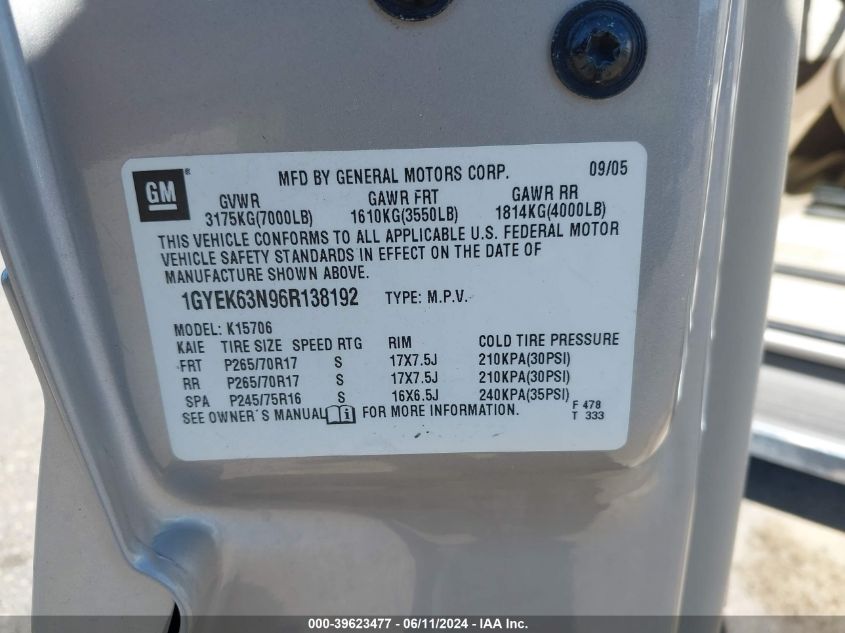 GM® MFD BY GENERAL MOTORS CORP. 09/05
GVWR GAWR FRT GAWR RR
3175KG(7000LB) 1610KG(3550LB) 1814KG(4000LB)
THIS VEHICLE CONFORMS TO ALL APPLICABLE U.S. FEDERAL MOTOR
VEHICLE SAFETY STANDARDS IN EFFECT ON THE DATE OF
MANUFACTURE SHOWN ABOVE.
1GYEK63N96R138192 TYPE: M.P.V.
MODEL: K15706
KAIE TIRE SIZE SPEED RTG RIM COLD TIRE PRESSURE
FRT P265/70R17 S 17X7.5J 210KPA(30PSI)
RR P265/70R17 S 17X7.5J 210KPA(30PSI)
SPA P245/75R16 S 16X6.5J 240KPA(35PSI)
SEE OWNER'S MANUAL i FOR MORE INFORMATION. F 478
T 333
000-39623477 - 06/11/2024 - IAA Inc.